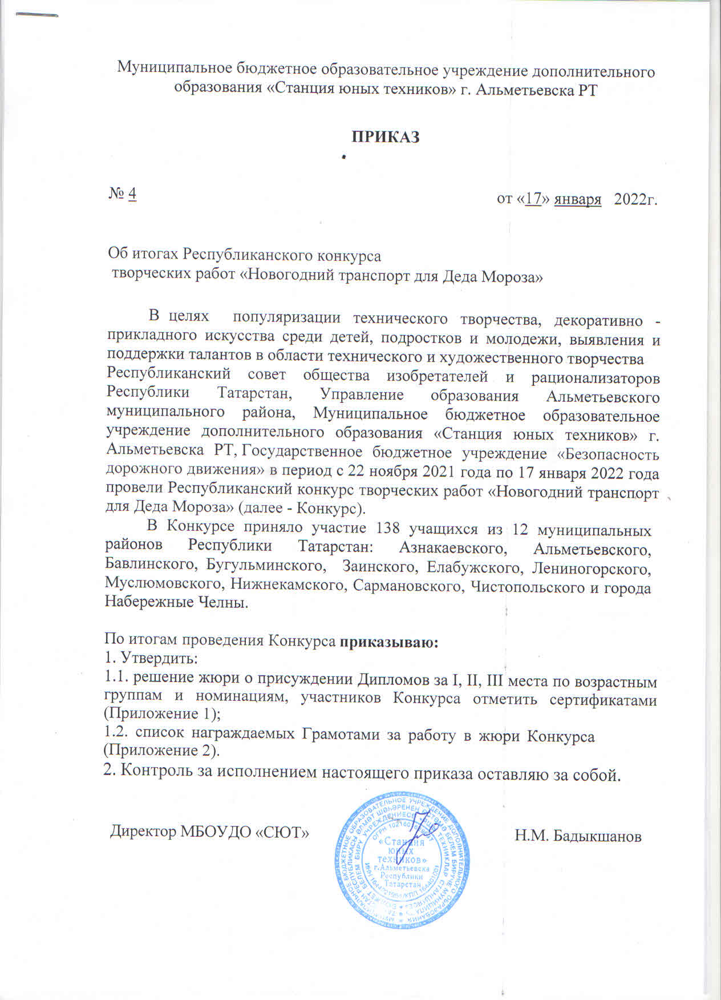 Муниципальное бюджетное образовательное учреждение дополнительного
образования «Станция юных техников» г. Альметьевска РТ
ПРИКАЗ
№ 4
от «17» января 2022г.
Об итогах Республиканского конкурса
творческих работ «Новогодний транспорт для Деда Мороза»
В целях популяризации технического творчества, декоративно -
прикладного искусства среди детей, подростков и молодежи, выявления и
поддержки талантов в области технического и художественного творчества
Республиканский совет общества изобретателей и рационализаторов
Республики Татарстан, Управление образования Альметьевского
муниципального района, Муниципальное бюджетное образовательное
учреждение дополнительного образования «Станция юных техников» г.
Альметьевска РТ, Государственное бюджетное учреждение «Безопасность
дорожного движения» в период с 22 ноября 2021 года по 17 января 2022 года
провели Республиканский конкурс творческих работ «Новогодний транспорт
для Деда Мороза» (далее - Конкурс).
В Конкурсе приняло участие 138 учащихся из 12 муниципальных
районов Республики Татарстан: Азнакаевского, Альметьевского,
Бавлинского, Бугульминского, Заинского, Елабужского, Лениногорского,
Муслюмовского, Нижнекамского, Сармановского, Чистопольского и города
Набережные Челны.
По итогам проведения Конкурса приказываю:
1. Утвердить:
1.1. решение жюри о присуждении Дипломов за I, II, III места по возрастным
группам и номинациям, участников Конкурса отметить сертификатами
(Приложение 1);
1.2. список награждаемых Грамотами за работу в жюри Конкурса
(Приложение 2).
2. Контроль за исполнением настоящего приказа оставляю за собой.
Директор МБОУДО «СЮТ»
Н.М. Бадыкшанов
«Станция
юных
техников»
г.Альметьевска
Республики
Татарстан